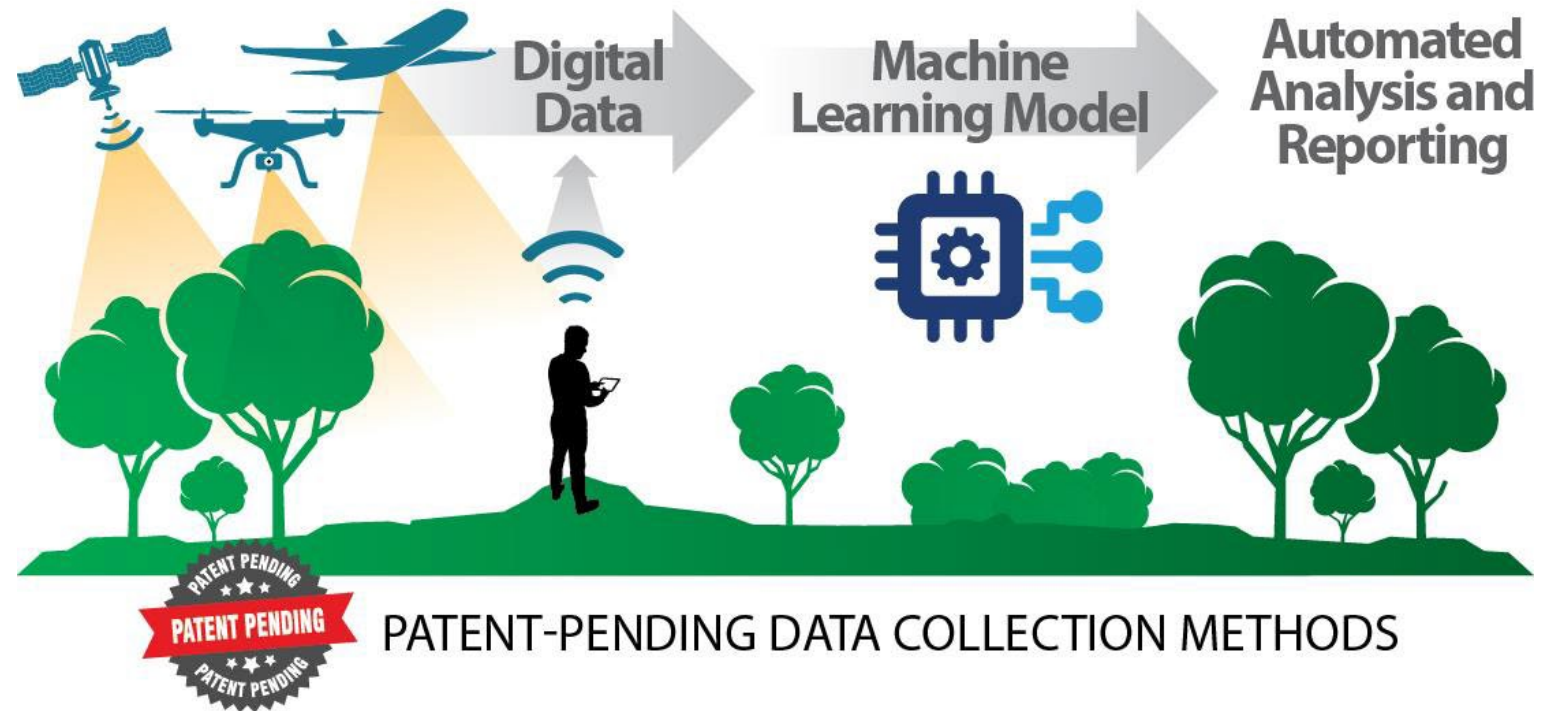 Digital
Data
Machine
Learning Model
Automated
Analysis and
Reporting
PATENT PENDING
PATENT PENDING
PATENT PENDING
PATENT-PENDING DATA COLLECTION METHODS